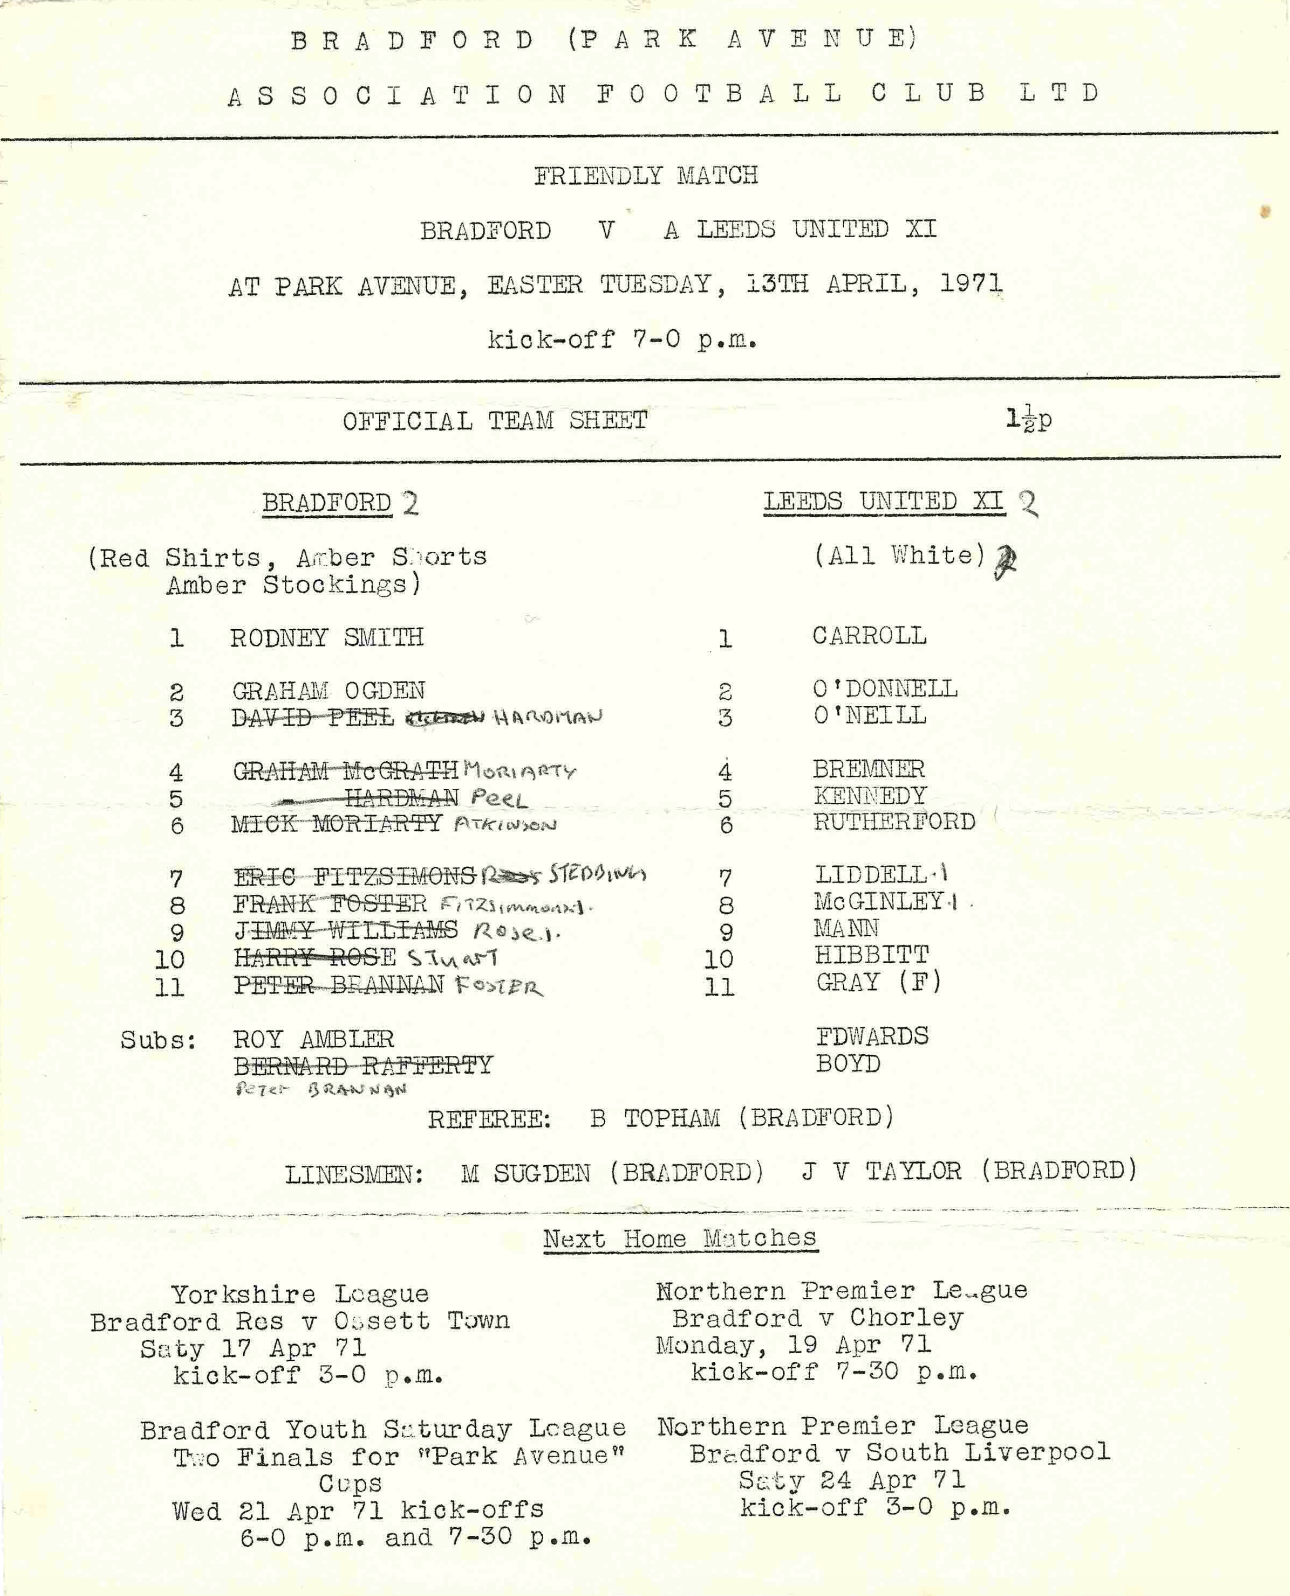 BRADFORD (PARK AVENUE)
ASSOCIATION FOOTBALL CLUB LTD
FRIENDLY MATCH
BRADFORD V A LEEDS UNITED XI
AT PARK AVENUE, EASTER TUESDAY, 13TH APRIL, 1971
kick-off 7-0 p.m.
OFFICIAL TEAM SHEET 1½p
BRADFORD 2 LEEDS UNITED XI 2
(Red Shirts, Amber Shorts (All White)
Amber Stockings)
1 RODNEY SMITH 1 CARROLL
2 GRAHAM OGDEN 2 O'DONNELL
3 DAVID PEEL HARDMAN 3 O'NEILL
4 GRAHAM McGRATH MORIARTY 4 BREMNER
5 HARDMAN Peel 5 KENNEDY
6 MICK MORIARTY ATKINSON 6 RUTHERFORD
7 ERIC FITZSIMONS STEBBINGS 7 LIDDELL.1
8 FRANK FOSTER Fitzsimmons.1. 8 McGINLEY.1.
9 JIMMY WILLIAMS Rose.1. 9 MANN
10 HARRY ROSE Stuart 10 HIBBITT
11 PETER BRANNAN FOSTER 11 GRAY (F)
Subs: ROY AMBLER EDWARDS
BERNARD RAFFERTY BOYD
Peter BRANNAN
REFEREE: B TOPHAM (BRADFORD)
LINESMEN: M SUGDEN (BRADFORD) J V TAYLOR (BRADFORD)
Next Home Matches
Yorkshire League
Bradford Res v Ossett Town
Saty 17 Apr 71
kick-off 3-0 p.m.
Northern Premier League
Bradford v Chorley
Monday, 19 Apr 71
kick-off 7-30 p.m.
Bradford Youth Saturday League
Two Finals for "Park Avenue"
Cups
Wed 21 Apr 71 kick-offs
6-0 p.m. and 7-30 p.m.
Northern Premier League
Bradford v South Liverpool
Saty 24 Apr 71
kick-off 3-0 p.m.